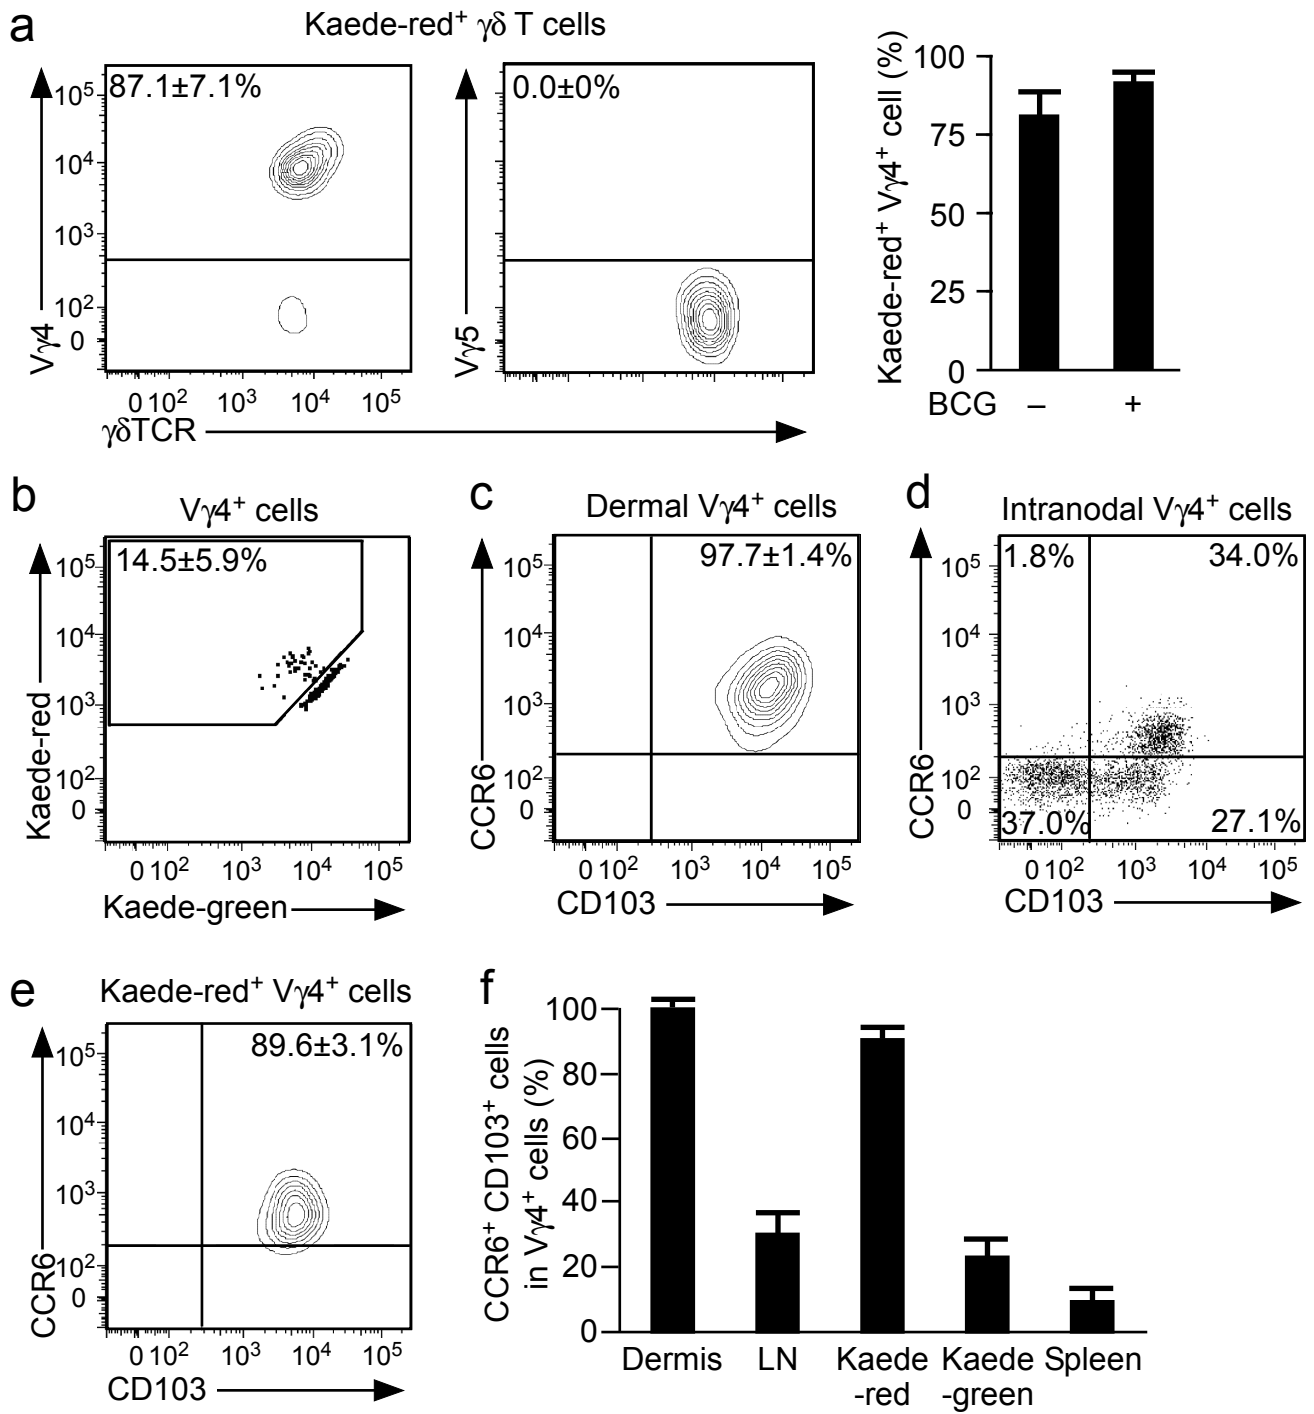 a
Kaede-red⁺ γδ T cells
87.1±7.1%
10⁵
10⁴
10³
10²
0
Vγ4
0 10² 10³ 10⁴ 10⁵
0.0±0%
Vγ5
γδTCR
Kaede-red⁺ Vγ4⁺ cell (%)
100
75
50
25
0
BCG – +
b
Vγ4⁺ cells
14.5±5.9%
10⁵
10⁴
10³
10²
0
Kaede-red
0 10² 10³ 10⁴ 10⁵
Kaede-green
c
Dermal Vγ4⁺ cells
97.7±1.4%
10⁵
10⁴
10³
10²
0
CCR6
0 10² 10³ 10⁴ 10⁵
CD103
d
Intranodal Vγ4⁺ cells
1.8% 34.0%
10⁵
10⁴
10³
10²
0
CCR6
37.0% 27.1%
0 10² 10³ 10⁴ 10⁵
CD103
e
Kaede-red⁺ Vγ4⁺ cells
89.6±3.1%
10⁵
10⁴
10³
10²
0
CCR6
0 10² 10³ 10⁴ 10⁵
CD103
f
CCR6⁺ CD103⁺ cells
in Vγ4⁺ cells (%)
100
80
60
40
20
0
Dermis LN Kaede Kaede Spleen
-red -green